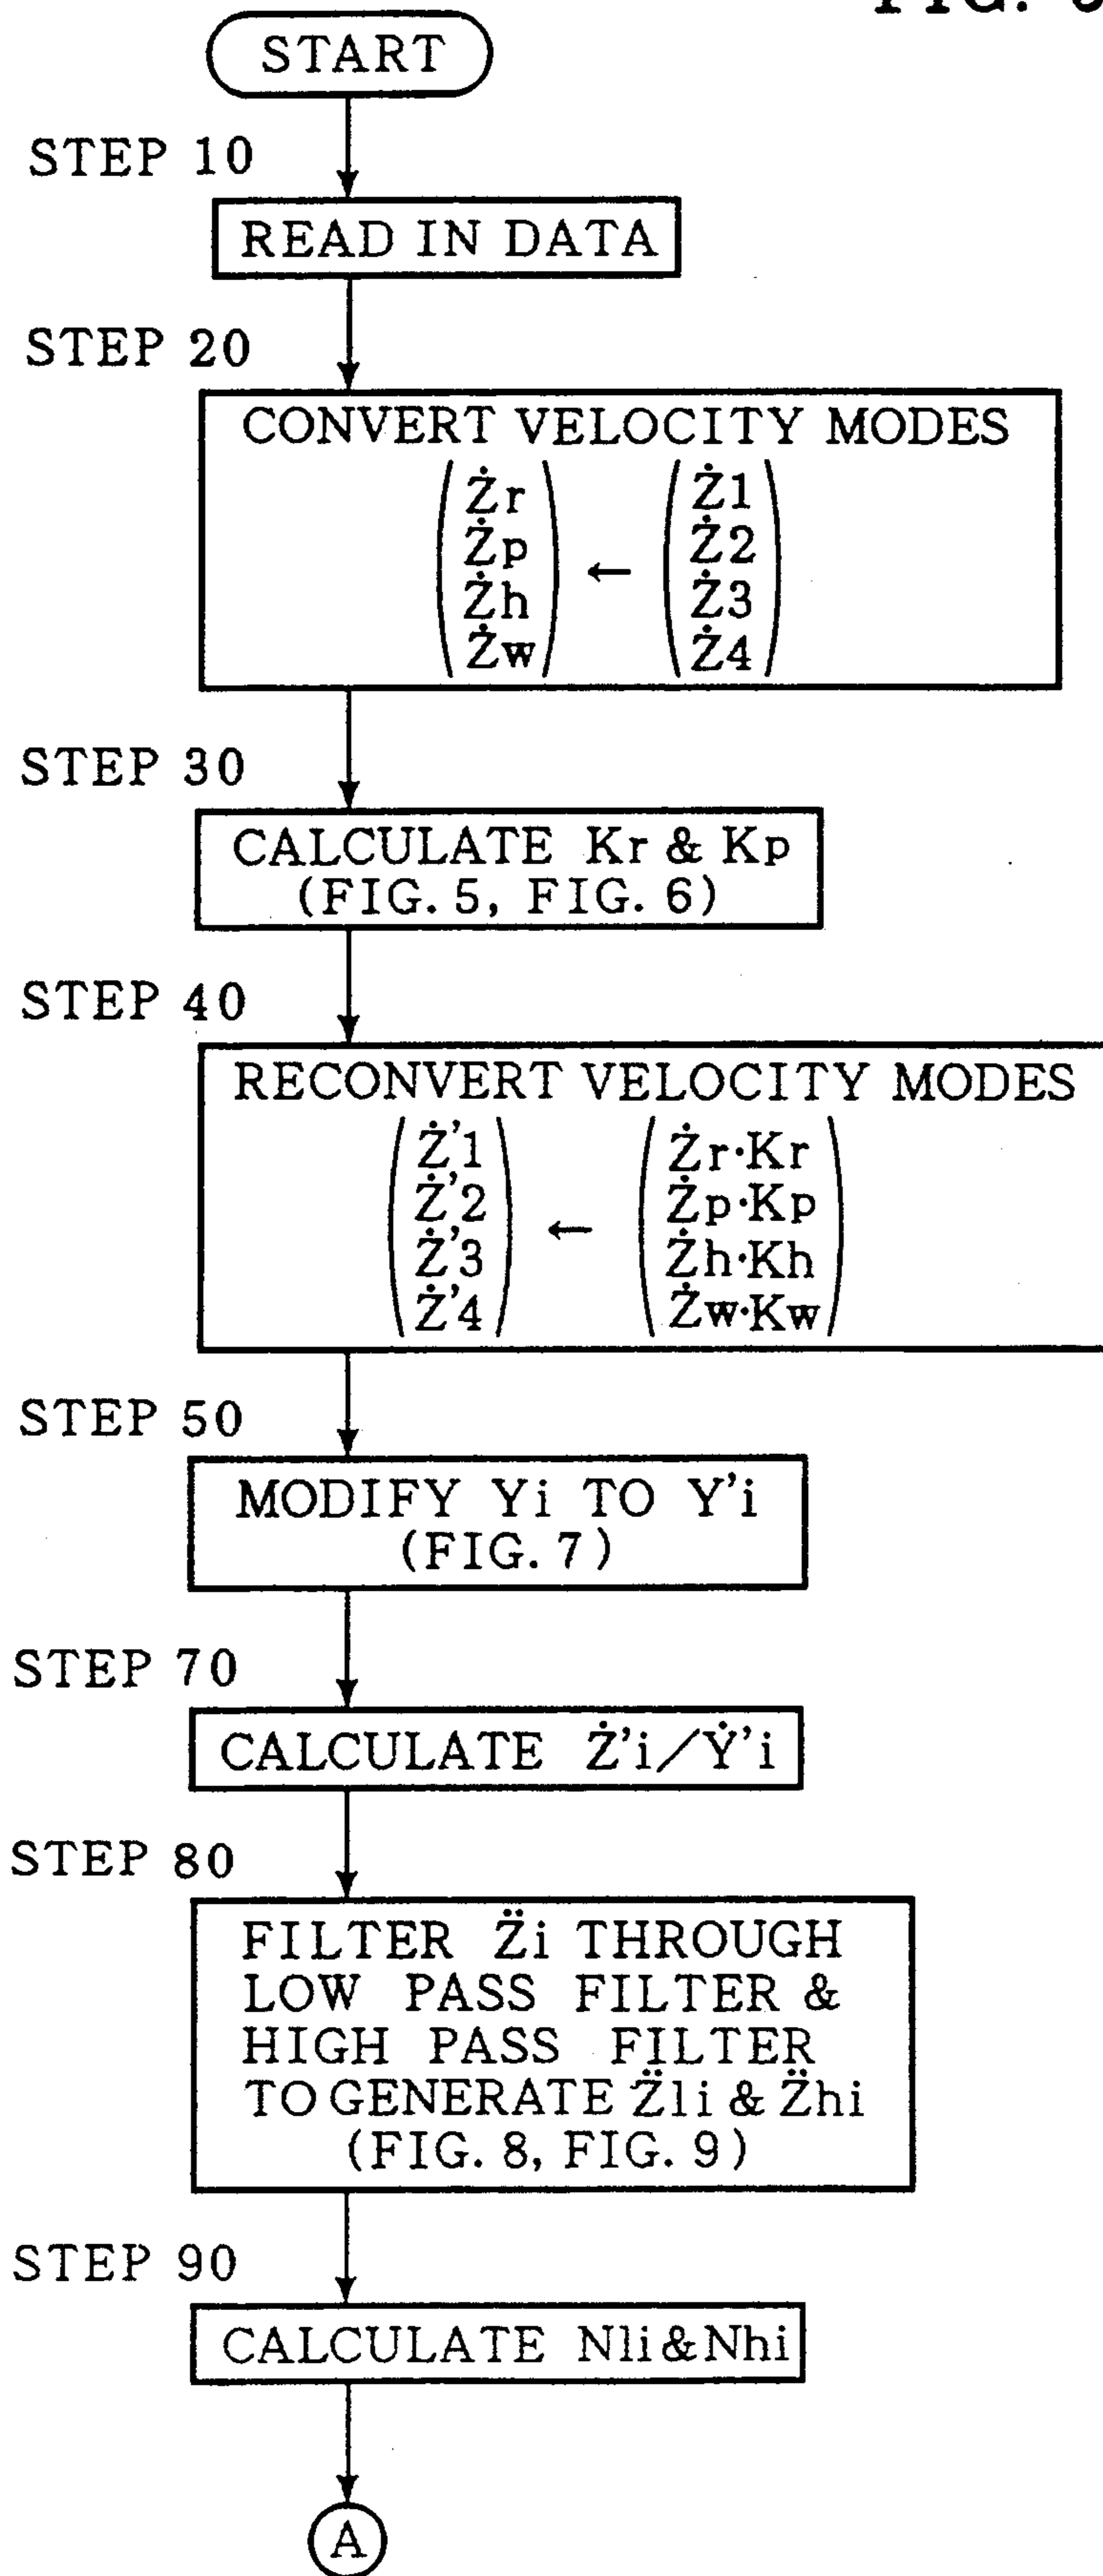 FIG.
START
STEP 10
READ IN DATA
STEP 20
CONVERT VELOCITY MODES
Żr Ż1
Żp Ż2
Żh ← Ż3
Żw Ż4
STEP 30
CALCULATE Kr & Kp
(FIG. 5, FIG. 6)
STEP 40
RECONVERT VELOCITY MODES
Ż'1 Żr·Kr
Ż'2 Żp·Kp
Ż'3 ← Żh·Kh
Ż'4 Żw·Kw
STEP 50
MODIFY Yi TO Y'i
(FIG. 7)
STEP 70
CALCULATE Ż'i/Ẏ'i
STEP 80
FILTER Z̈i THROUGH
LOW PASS FILTER &
HIGH PASS FILTER
TO GENERATE Z̈li & Z̈hi
(FIG. 8, FIG. 9)
STEP 90
CALCULATE Nli & Nhi
A